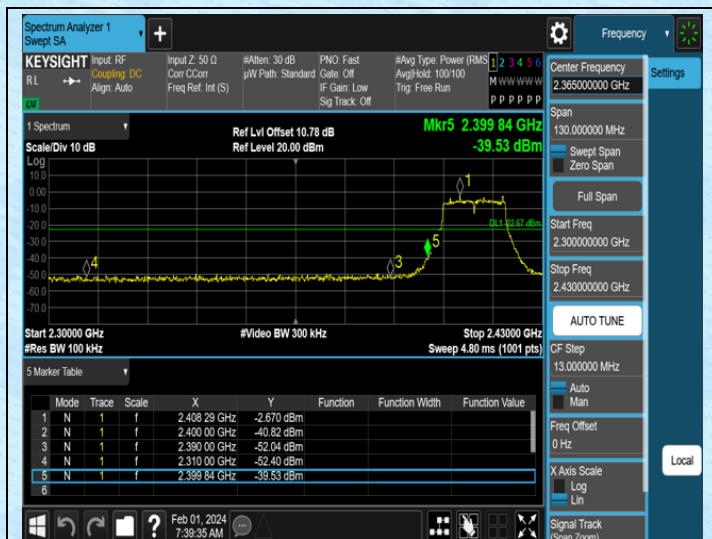 Spectrum Analyzer 1
Swept SA
+
Frequency
KEYSIGHT
R L
LXI
Input: RF
Coupling: DC
Align: Auto
Input Z: 50 Ω
Corr CCorr
Freq Ref: Int (S)
#Atten: 30 dB
µW Path: Standard
PNO: Fast
Gate: Off
IF Gain: Low
Sig Track: Off
#Avg Type: Power (RMS
Avg|Hold: 100/100
Trig: Free Run
1 2 3 4 5 6
M W W W W W
P P P P P P
1 Spectrum
Scale/Div 10 dB
Ref Lvl Offset 10.78 dB
Ref Level 20.00 dBm
Mkr5 2.399 84 GHz
-39.53 dBm
Log
10.0
0.00
-10.0
-20.0
-30.0
-40.0
-50.0
-60.0
-70.0
1
DL1 -22.67 dBm
5
3
4
Start 2.30000 GHz
#Res BW 100 kHz
#Video BW 300 kHz
Stop 2.43000 GHz
Sweep 4.80 ms (1001 pts)
5 Marker Table
Mode Trace Scale X Y Function Function Width Function Value
1 N 1 f 2.408 29 GHz -2.670 dBm
2 N 1 f 2.400 00 GHz -40.82 dBm
3 N 1 f 2.390 00 GHz -52.04 dBm
4 N 1 f 2.310 00 GHz -52.40 dBm
5 N 1 f 2.399 84 GHz -39.53 dBm
6
Center Frequency
2.365000000 GHz
Settings
Span
130.000000 MHz
Swept Span
Zero Span
Full Span
Start Freq
2.300000000 GHz
Stop Freq
2.430000000 GHz
AUTO TUNE
CF Step
13.000000 MHz
Auto
Man
Freq Offset
0 Hz
Local
X Axis Scale
Log
Lin
Signal Track
(Span Zoom)
?
Feb 01, 2024
7:39:35 AM